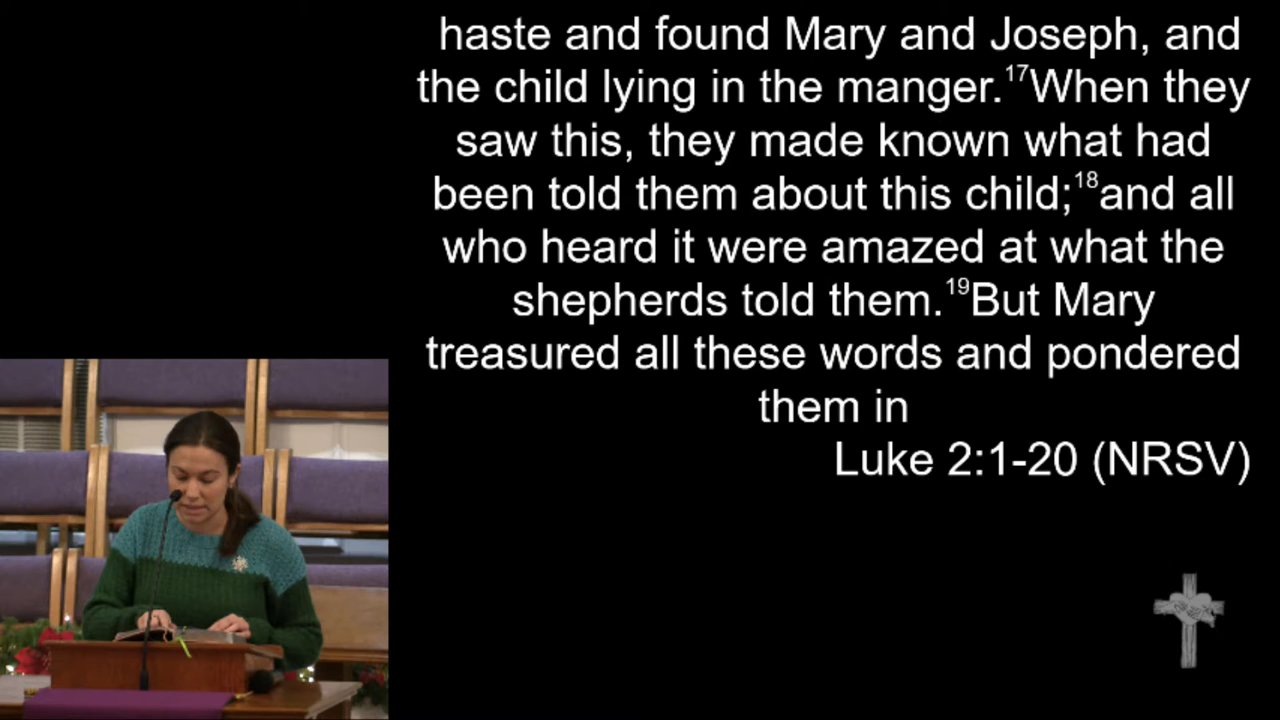 haste and found Mary and Joseph, and
the child lying in the manger.¹⁷When they
saw this, they made known what had
been told them about this child;¹⁸and all
who heard it were amazed at what the
shepherds told them.¹⁹But Mary
treasured all these words and pondered
them in
Luke 2:1-20 (NRSV)